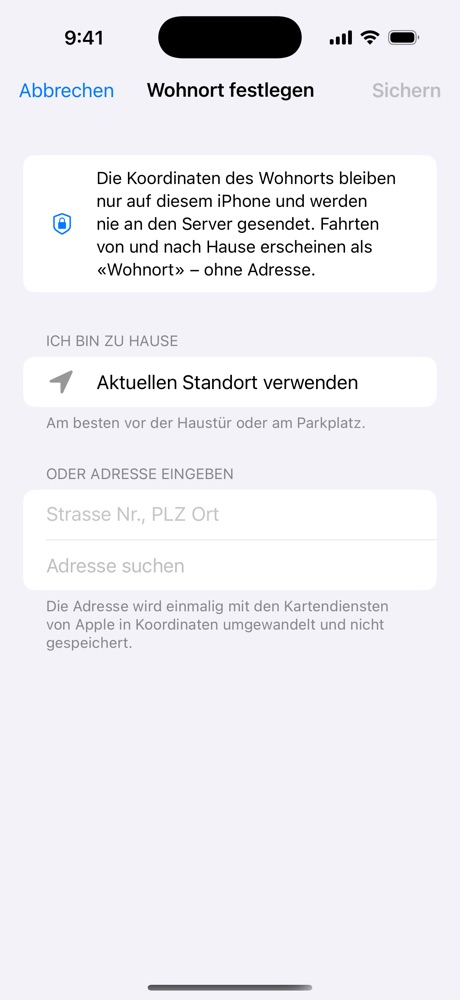 9:41
Abbrechen Wohnort festlegen Sichern
Die Koordinaten des Wohnorts bleiben
nur auf diesem iPhone und werden
nie an den Server gesendet. Fahrten
von und nach Hause erscheinen als
«Wohnort» – ohne Adresse.
ICH BIN ZU HAUSE
Aktuellen Standort verwenden
Am besten vor der Haustür oder am Parkplatz.
ODER ADRESSE EINGEBEN
Strasse Nr., PLZ Ort
Adresse suchen
Die Adresse wird einmalig mit den Kartendiensten
von Apple in Koordinaten umgewandelt und nicht
gespeichert.